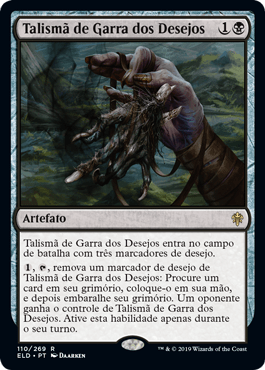 Talismã de Garra dos Desejos 1
Artefato
Talismã de Garra dos Desejos entra no campo
de batalha com três marcadores de desejo.
1, , remova um marcador de desejo de
Talismã de Garra dos Desejos: Procure um
card em seu grimório, coloque-o em sua mão,
e depois embaralhe seu grimório. Um oponente
ganha o controle de Talismã de Garra dos
Desejos. Ative esta habilidade apenas durante
o seu turno.
110/269 R
ELD • PT DAARKEN
™ & © 2019 Wizards of the Coast